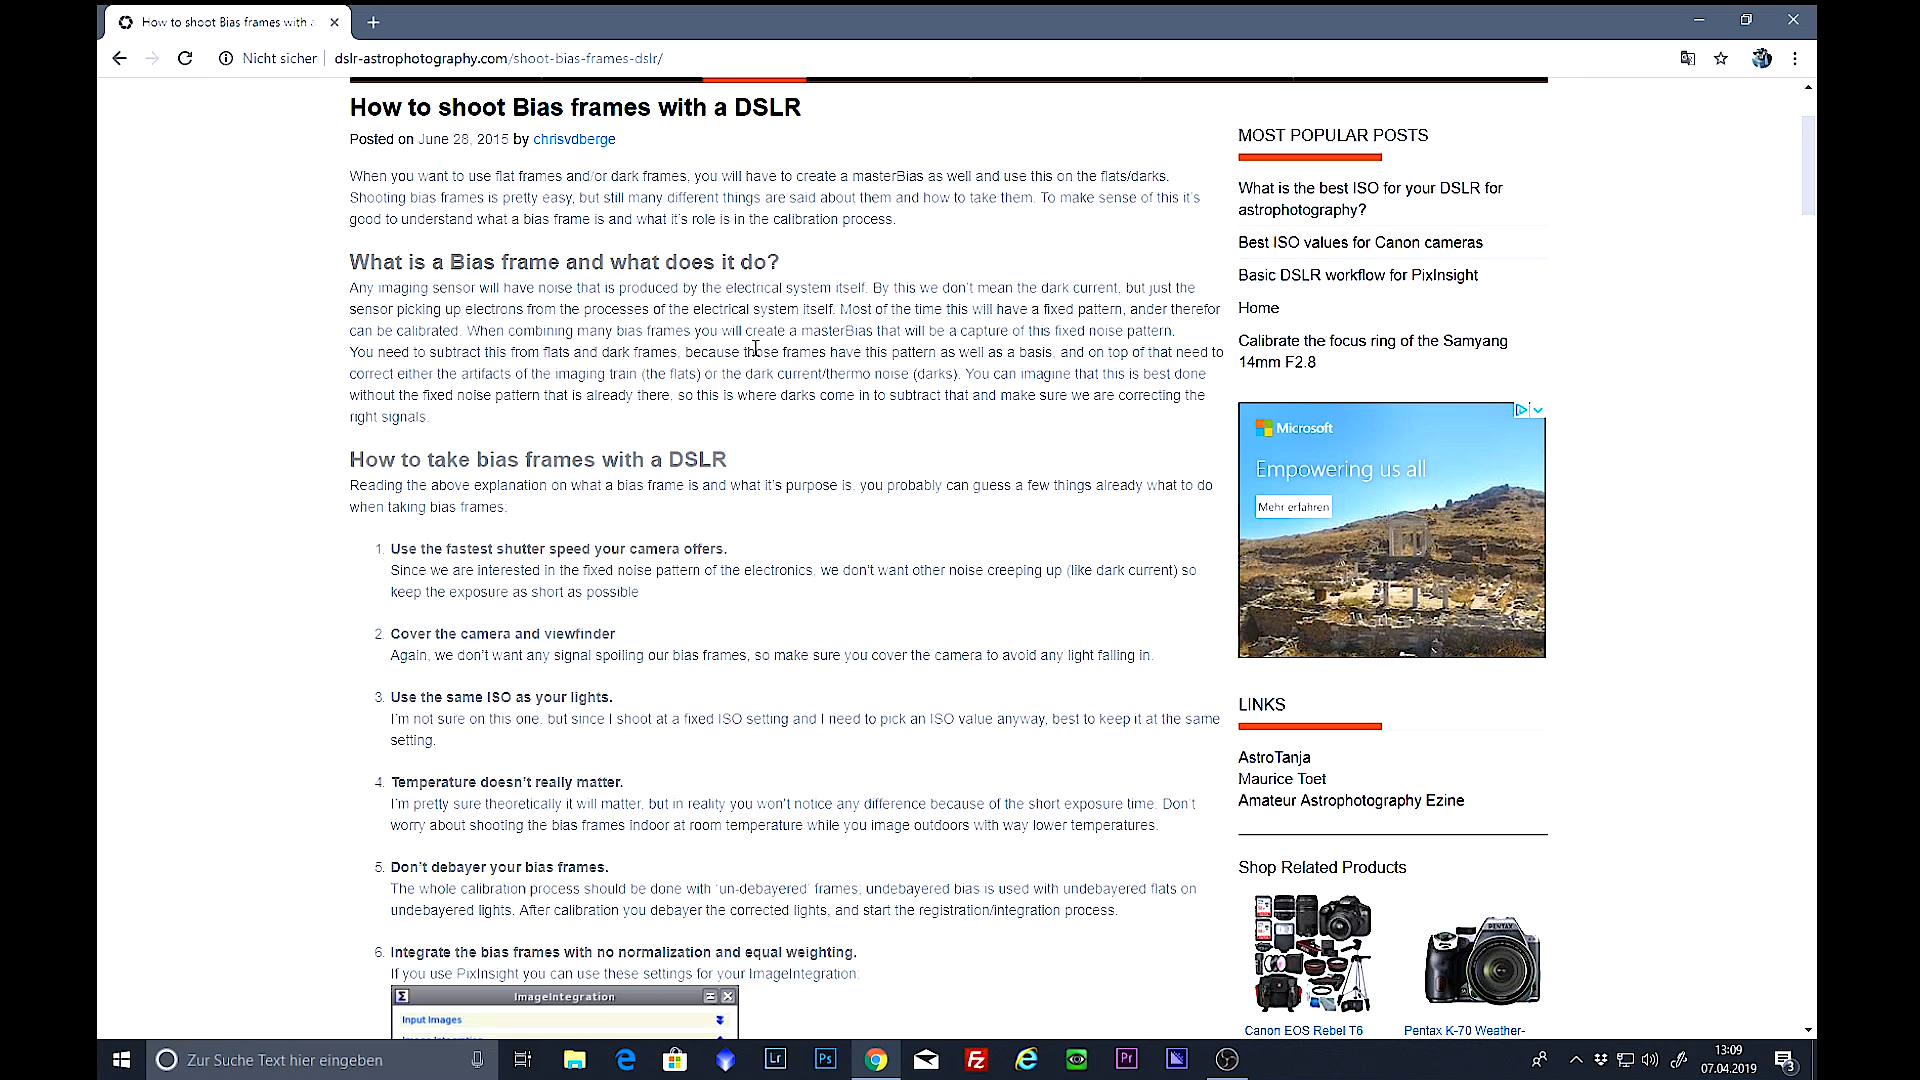 How to shoot Bias frames with a
Nicht sicher
dslr-astrophotography.com/shoot-bias-frames-dslr/
How to shoot Bias frames with a DSLR
Posted on June 28, 2015 by chrisvdberge
When you want to use flat frames and/or dark frames, you will have to create a masterBias as well and use this on the flats/darks.
Shooting bias frames is pretty easy, but still many different things are said about them and how to take them. To make sense of this it's
good to understand what a bias frame is and what it's role is in the calibration process.
What is a Bias frame and what does it do?
Any imaging sensor will have noise that is produced by the electrical system itself. By this we don't mean the dark current, but just the
sensor picking up electrons from the processes of the electrical system itself. Most of the time this will have a fixed pattern, ander therefor
can be calibrated. When combining many bias frames you will create a masterBias that will be a capture of this fixed noise pattern.
You need to subtract this from flats and dark frames, because those frames have this pattern as well as a basis, and on top of that need to
correct either the artifacts of the imaging train (the flats) or the dark current/thermo noise (darks). You can imagine that this is best done
without the fixed noise pattern that is already there, so this is where darks come in to subtract that and make sure we are correcting the
right signals.
How to take bias frames with a DSLR
Reading the above explanation on what a bias frame is and what it's purpose is, you probably can guess a few things already what to do
when taking bias frames;
1. Use the fastest shutter speed your camera offers.
Since we are interested in the fixed noise pattern of the electronics, we don't want other noise creeping up (like dark current) so
keep the exposure as short as possible
2. Cover the camera and viewfinder
Again, we don't want any signal spoiling our bias frames, so make sure you cover the camera to avoid any light falling in.
3. Use the same ISO as your lights.
I'm not sure on this one, but since I shoot at a fixed ISO setting and I need to pick an ISO value anyway, best to keep it at the same
setting.
4. Temperature doesn't really matter.
I'm pretty sure theoretically it will matter, but in reality you won't notice any difference because of the short exposure time. Don't
worry about shooting the bias frames indoor at room temperature while you image outdoors with way lower temperatures.
5. Don't debayer your bias frames.
The whole calibration process should be done with 'un-debayered' frames; undebayered bias is used with undebayered flats on
undebayered lights. After calibration you debayer the corrected lights, and start the registration/integration process.
6. Integrate the bias frames with no normalization and equal weighting.
If you use PixInsight you can use these settings for your ImageIntegration:
ImageIntegration
Input Images
MOST POPULAR POSTS
What is the best ISO for your DSLR for
astrophotography?
Best ISO values for Canon cameras
Basic DSLR workflow for PixInsight
Home
Calibrate the focus ring of the Samyang
14mm F2.8
Microsoft
Empowering us all
Mehr erfahren
LINKS
AstroTanja
Maurice Toet
Amateur Astrophotography Ezine
Shop Related Products
PENTAX
Canon EOS Rebel T6
Pentax K-70 Weather-
Zur Suche Text hier eingeben
Lr
Ps
Fz
Pr
13:09
07.04.2019
3